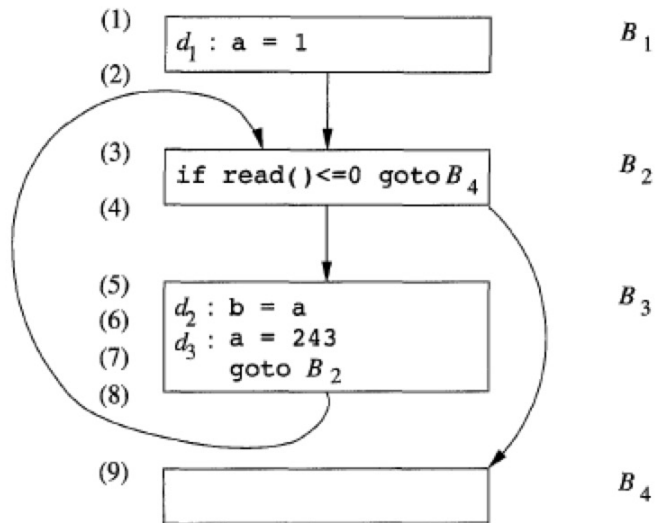 (1)
d1 : a = 1 B1
(2)
(3)
if read()<=0 goto B4 B2
(4)
(5) B3
d2 : b = a
(6)
d3 : a = 243
(7)
goto B2
(8)
(9)
B4